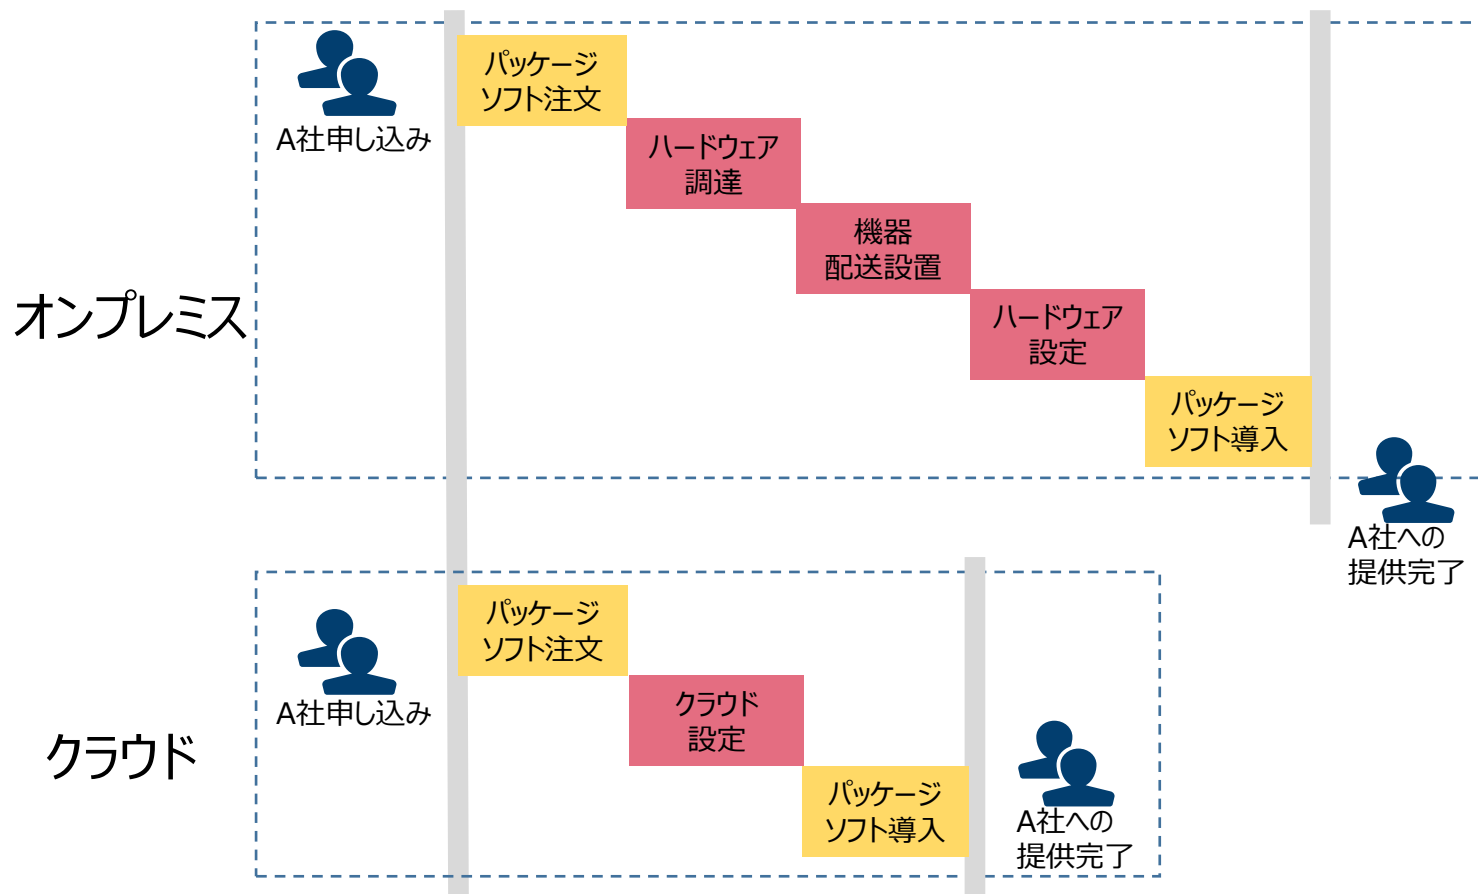 A社申し込み
パッケージ
ソフト注文
ハードウェア
調達
機器
配送設置
ハードウェア
設定
パッケージ
ソフト導入
オンプレミス
A社への
提供完了
A社申し込み
パッケージ
ソフト注文
クラウド
設定
パッケージ
ソフト導入
クラウド
A社への
提供完了